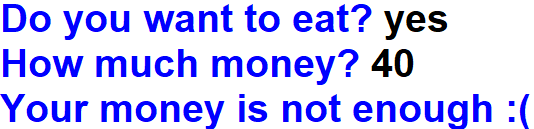 Do you want to eat? yes
How much money? 40
Your money is not enough :(